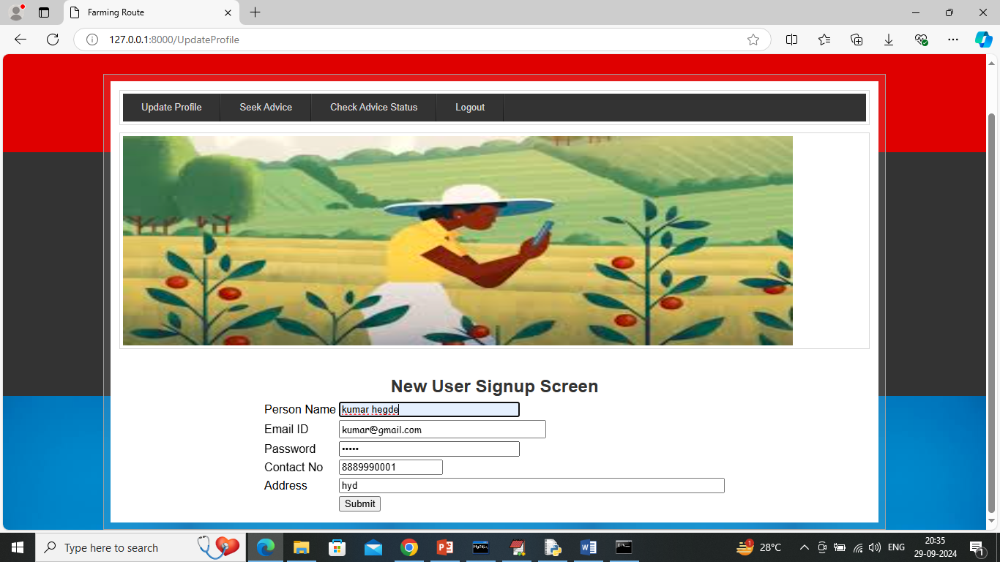 Farming Route
127.0.0.1:8000/UpdateProfile
Update Profile Seek Advice Check Advice Status Logout
New User Signup Screen
Person Name kumar hegde
Email ID kumar@gmail.com
Password •••••
Contact No 8889990001
Address hyd
Submit
Type here to search
1 28°C ENG 20:35
29-09-2024 1